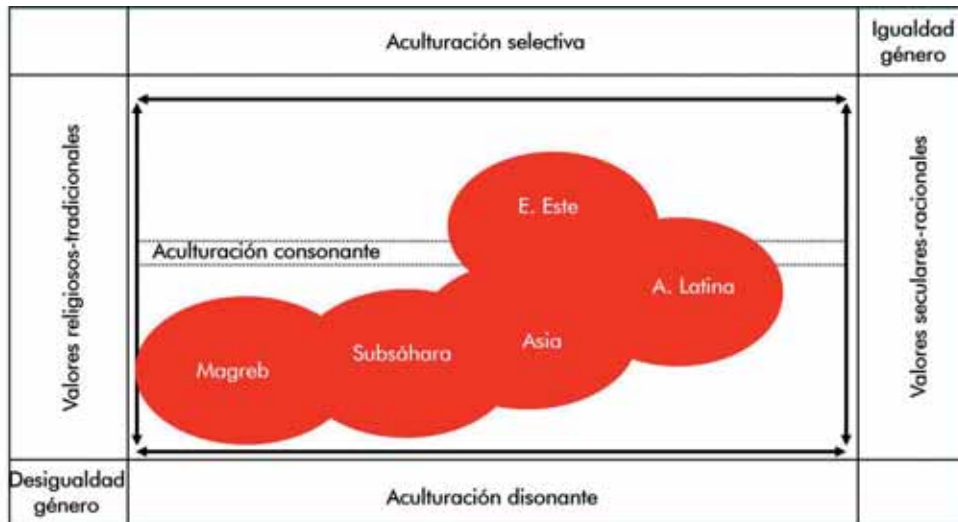 Aculturación selectiva
Igualdad
género
Valores religiosos-tradicionales
E. Este
Aculturación consonante
A. Latina
Asia
Subsáhara
Magreb
Valores seculares-racionales
Desigualdad
género
Aculturación disonante